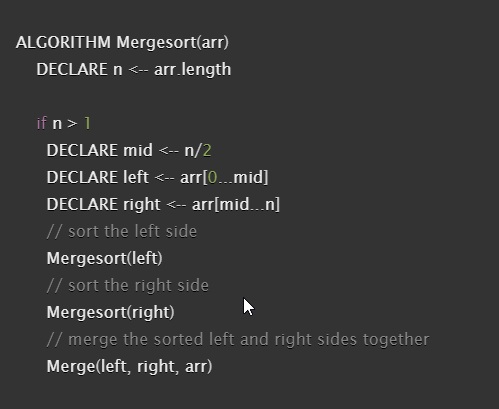 ALGORITHM Mergesort(arr)
DECLARE n <-- arr.length
if n > 1
DECLARE mid <-- n/2
DECLARE left <-- arr[0...mid]
DECLARE right <-- arr[mid...n]
// sort the left side
Mergesort(left)
// sort the right side
Mergesort(right)
// merge the sorted left and right sides together
Merge(left, right, arr)